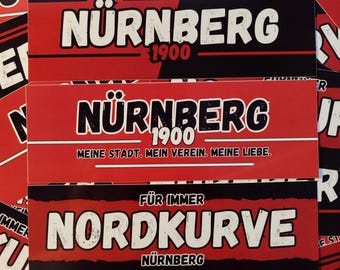 NÜRNBERG
1900
NÜRNBERG
1900
MEINE STADT. MEIN VEREIN. MEINE LIEBE.
FÜR IMMER
NORDKURVE
NÜRNBERG